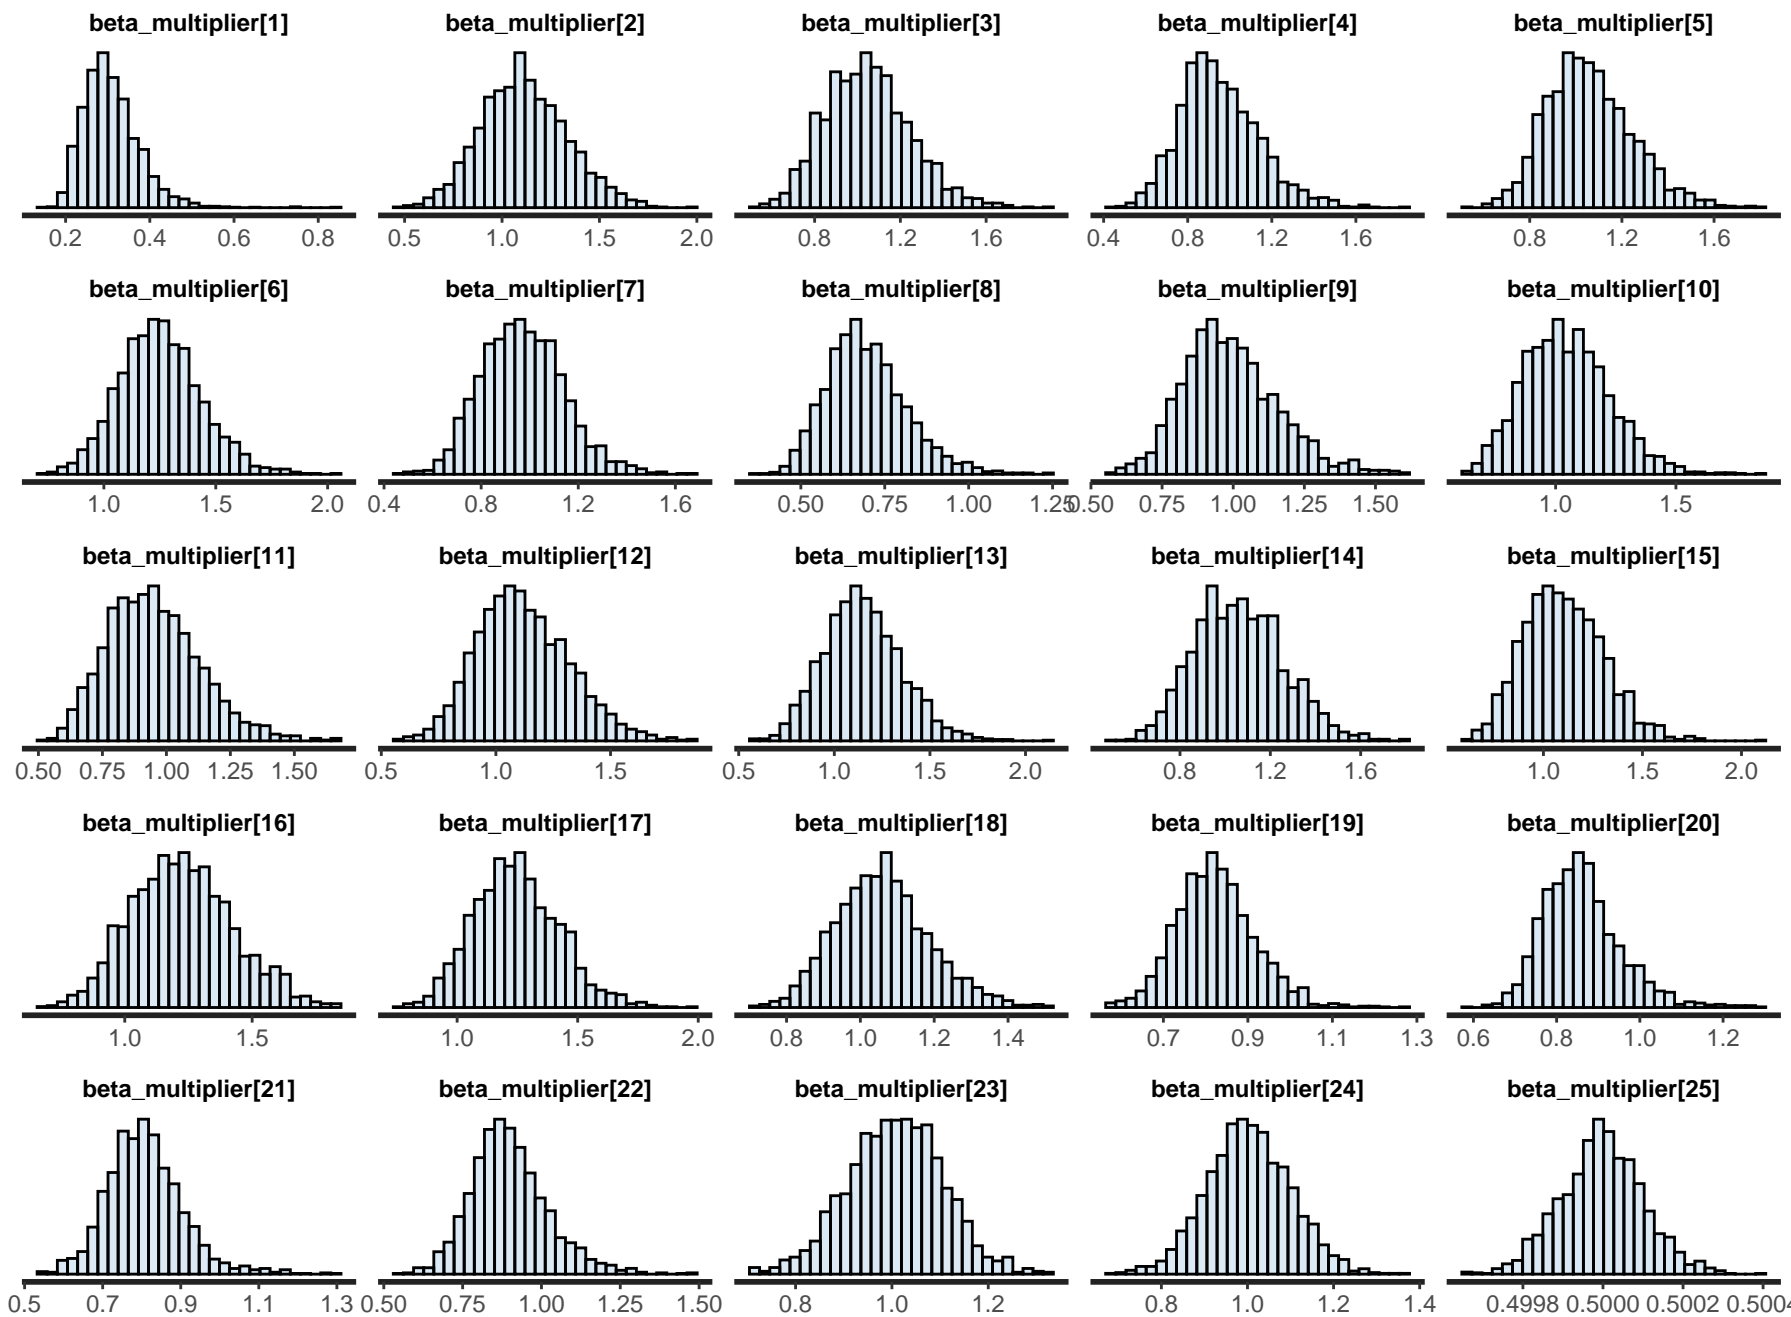 beta_multiplier[1] beta_multiplier[2] beta_multiplier[3] beta_multiplier[4] beta_multiplier[5]
0.2 0.4 0.6 0.8 0.5 1.0 1.5 2.0 0.8 1.2 1.6 0.4 0.8 1.2 1.6 0.8 1.2 1.6
beta_multiplier[6] beta_multiplier[7] beta_multiplier[8] beta_multiplier[9] beta_multiplier[10]
1.0 1.5 2.0 0.4 0.8 1.2 1.6 0.50 0.75 1.00 1.25 0.50 0.75 1.00 1.25 1.50 1.0 1.5
beta_multiplier[11] beta_multiplier[12] beta_multiplier[13] beta_multiplier[14] beta_multiplier[15]
0.50 0.75 1.00 1.25 1.50 0.5 1.0 1.5 0.5 1.0 1.5 2.0 0.8 1.2 1.6 1.0 1.5 2.0
beta_multiplier[16] beta_multiplier[17] beta_multiplier[18] beta_multiplier[19] beta_multiplier[20]
1.0 1.5 1.0 1.5 2.0 0.8 1.0 1.2 1.4 0.7 0.9 1.1 1.3 0.6 0.8 1.0 1.2
beta_multiplier[21] beta_multiplier[22] beta_multiplier[23] beta_multiplier[24] beta_multiplier[25]
0.5 0.7 0.9 1.1 1.3 0.50 0.75 1.00 1.25 1.50 0.8 1.0 1.2 0.8 1.0 1.2 1.4 0.4998 0.5000 0.5002 0.5004